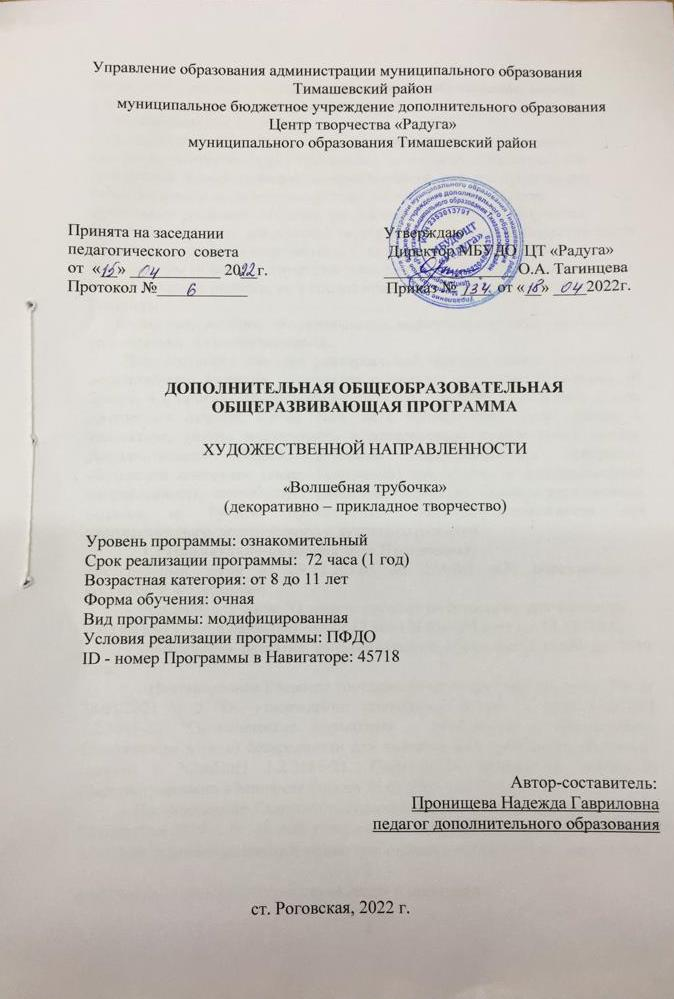 Управление образования администрации муниципального образования
Тимашевский район
муниципальное бюджетное учреждение дополнительного образования
Центр творчества «Радуга»
муниципального образования Тимашевский район
Принята на заседании
педагогического совета
от «15» 04 2022 г.
Протокол № 6
Утверждаю
Директор МБУДО ЦТ «Радуга»
О.А. Тагинцева
Приказ № 134 от «18» 04 2022г.
МБУДОЦТ
«Радуга»
ДОПОЛНИТЕЛЬНАЯ ОБЩЕОБРАЗОВАТЕЛЬНАЯ
ОБЩЕРАЗВИВАЮЩАЯ ПРОГРАММА
ХУДОЖЕСТВЕННОЙ НАПРАВЛЕННОСТИ
«Волшебная трубочка»
(декоративно – прикладное творчество)
Уровень программы: ознакомительный
Срок реализации программы: 72 часа (1 год)
Возрастная категория: от 8 до 11 лет
Форма обучения: очная
Вид программы: модифицированная
Условия реализации программы: ПФДО
ID - номер Программы в Навигаторе: 45718
Автор-составитель:
Пронищева Надежда Гавриловна
педагог дополнительного образования
ст. Роговская, 2022 г.